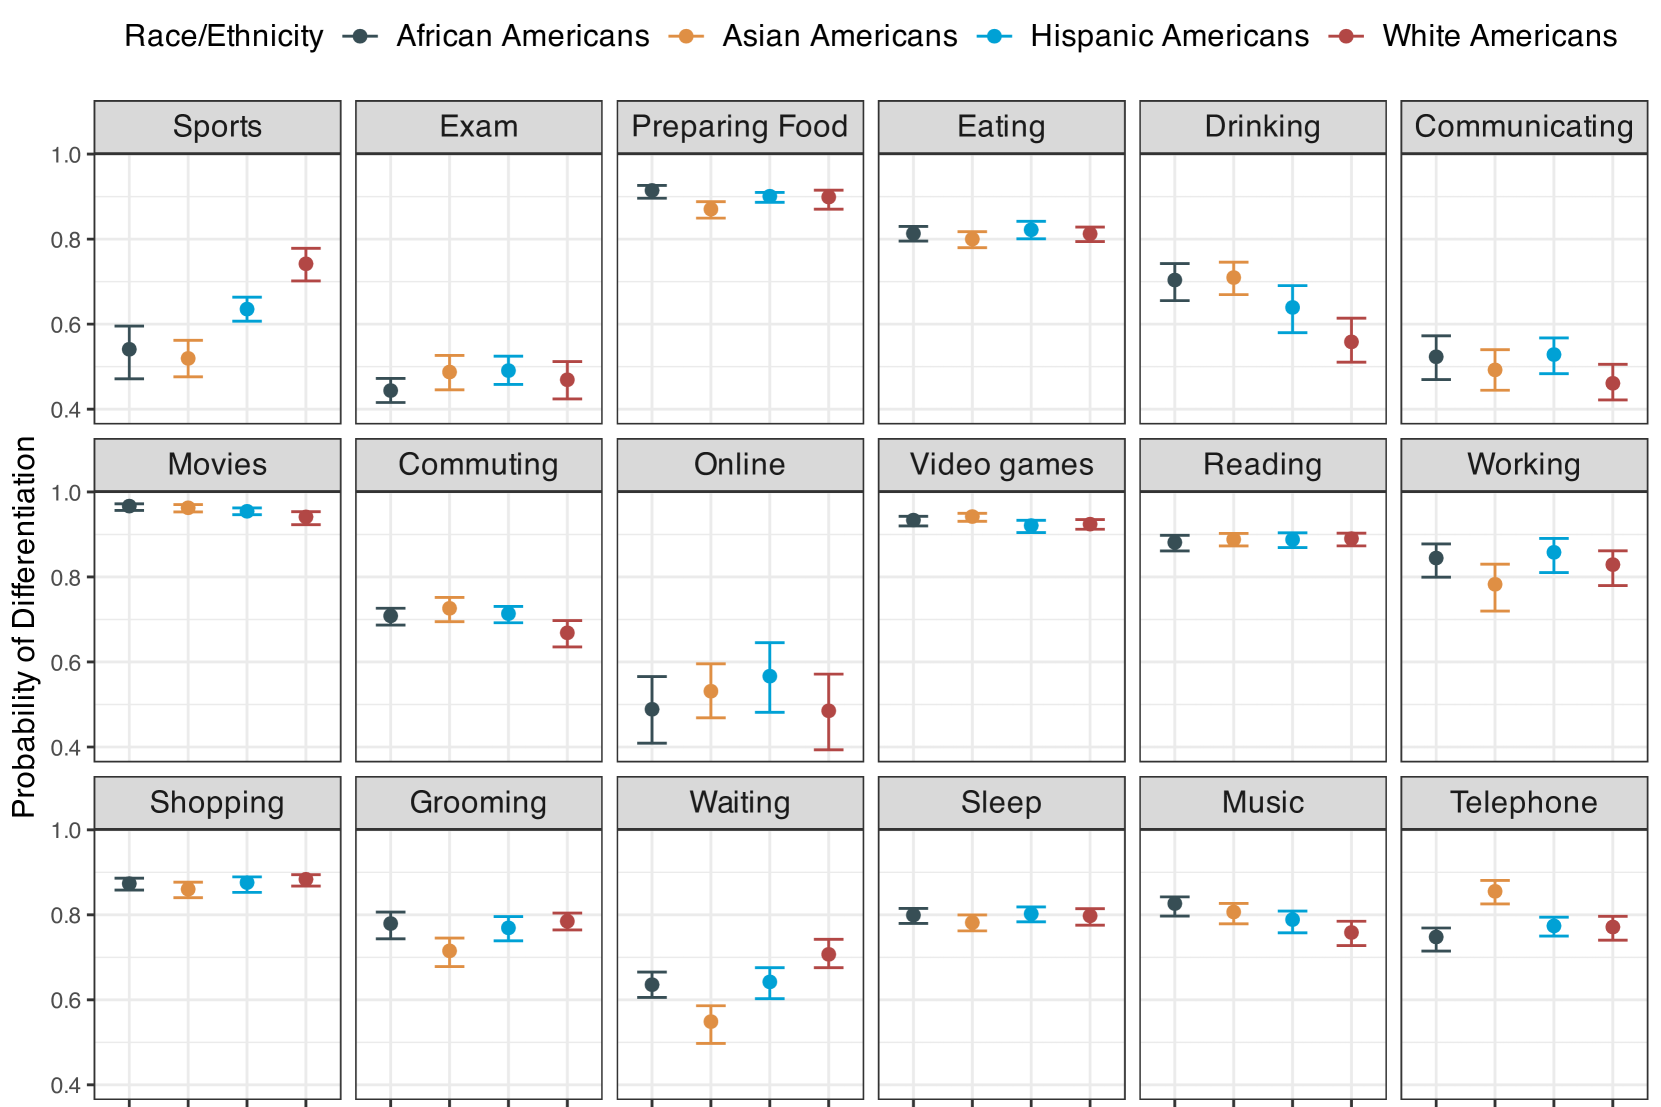 Race/Ethnicity African Americans Asian Americans Hispanic Americans White Americans
Sports Exam Preparing Food Eating Drinking Communicating
1.0
0.8
0.6
0.4
Probability of Differentiation
Movies Commuting Online Video games Reading Working
1.0
0.8
0.6
0.4
Shopping Grooming Waiting Sleep Music Telephone
1.0
0.8
0.6
0.4